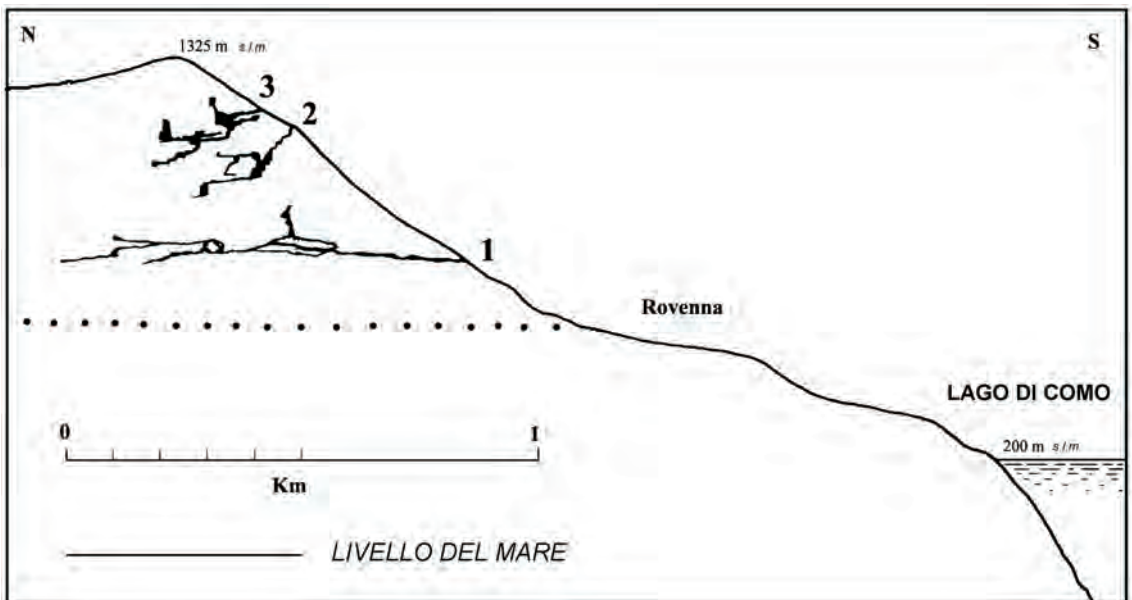 N
S
1325 m s.l.m.
3
2
1
Rovenna
LAGO DI COMO
0
1
200 m s.l.m.
Km
LIVELLO DEL MARE